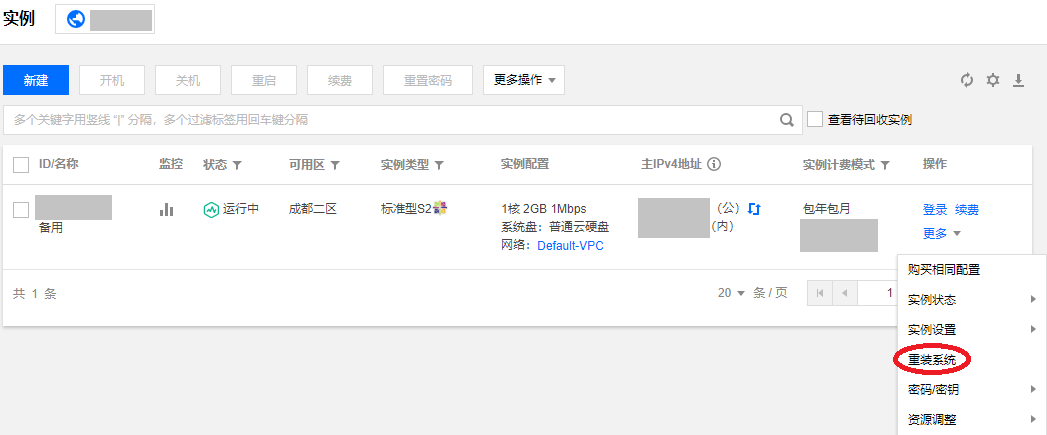 实例
新建 开机 关机 重启 续费 重置密码 更多操作
多个关键字用竖线 “|” 分隔，多个过滤标签用回车键分隔 查看待回收实例
ID/名称 监控 状态 可用区 实例类型 实例配置 主IPv4地址 实例计费模式 操作
运行中 成都二区 标准型S2 1核 2GB 1Mbps （公） 包年包月 登录 续费
备用 系统盘：普通云硬盘 （内） 更多
网络：Default-VPC
共 1 条 20 条 / 页 1
购买相同配置
实例状态
实例设置
重装系统
密码/密钥
资源调整